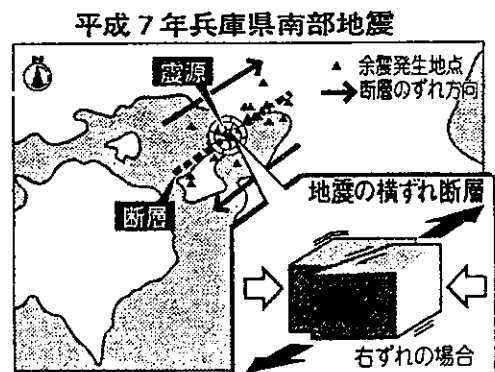 平成7年兵庫県南部地震
N
震源
▲ 余震発生地点
→断層のずれ方向
断層
地震の横ずれ断層
右ずれの場合